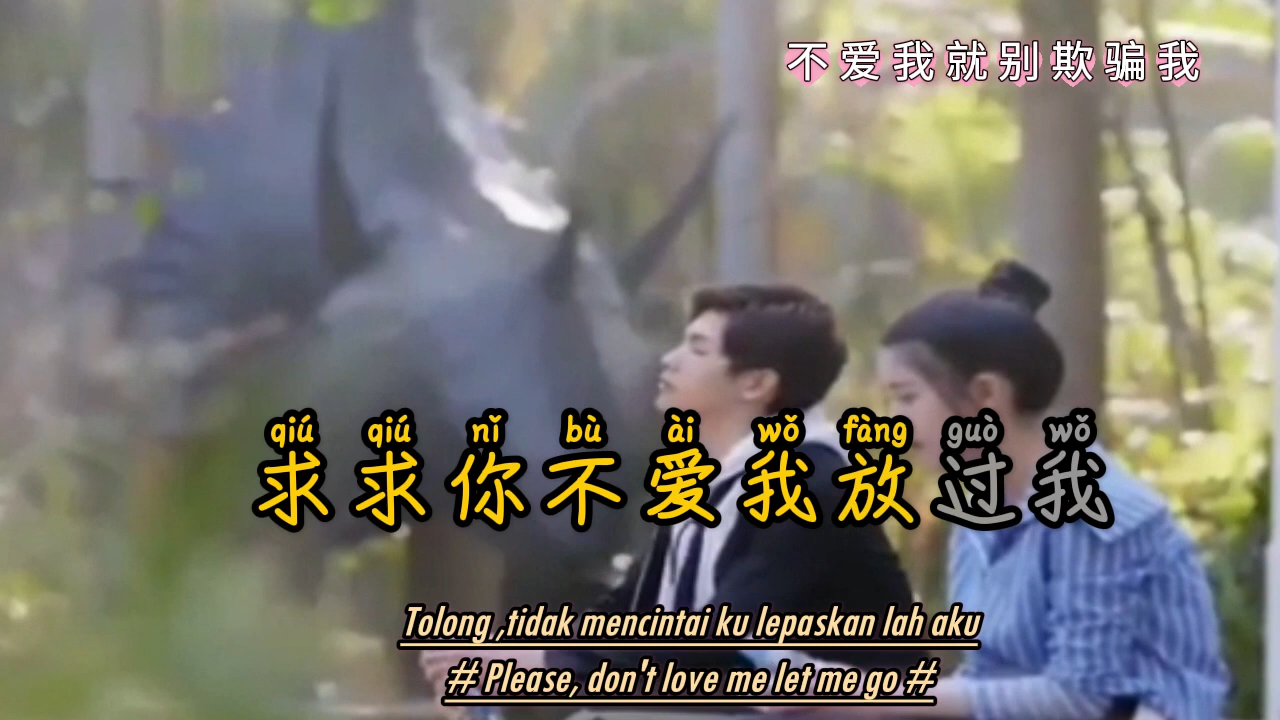 不爱我就别欺骗我
qiú qiú nǐ bù ài wǒ fàng guò wǒ
求求你不爱我放过我
Tolong ,tidak mencintai ku lepaskan lah aku
# Please, don't love me let me go #